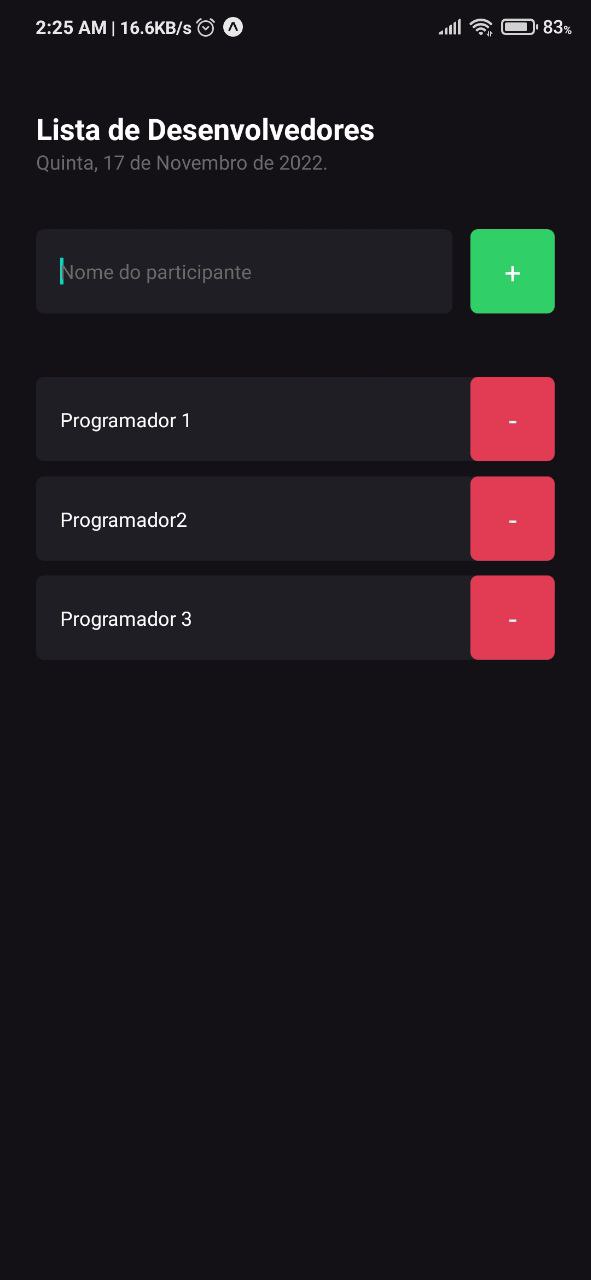 2:25 AM | 16.6KB/s 83%
Lista de Desenvolvedores
Quinta, 17 de Novembro de 2022.
Nome do participante +
Programador 1 -
Programador2 -
Programador 3 -